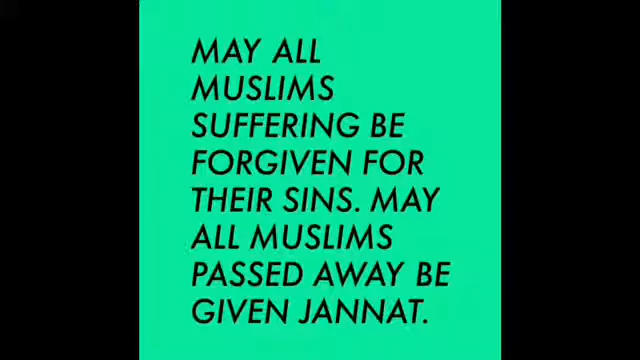 MAY ALL
MUSLIMS
SUFFERING BE
FORGIVEN FOR
THEIR SINS. MAY
ALL MUSLIMS
PASSED AWAY BE
GIVEN JANNAT.